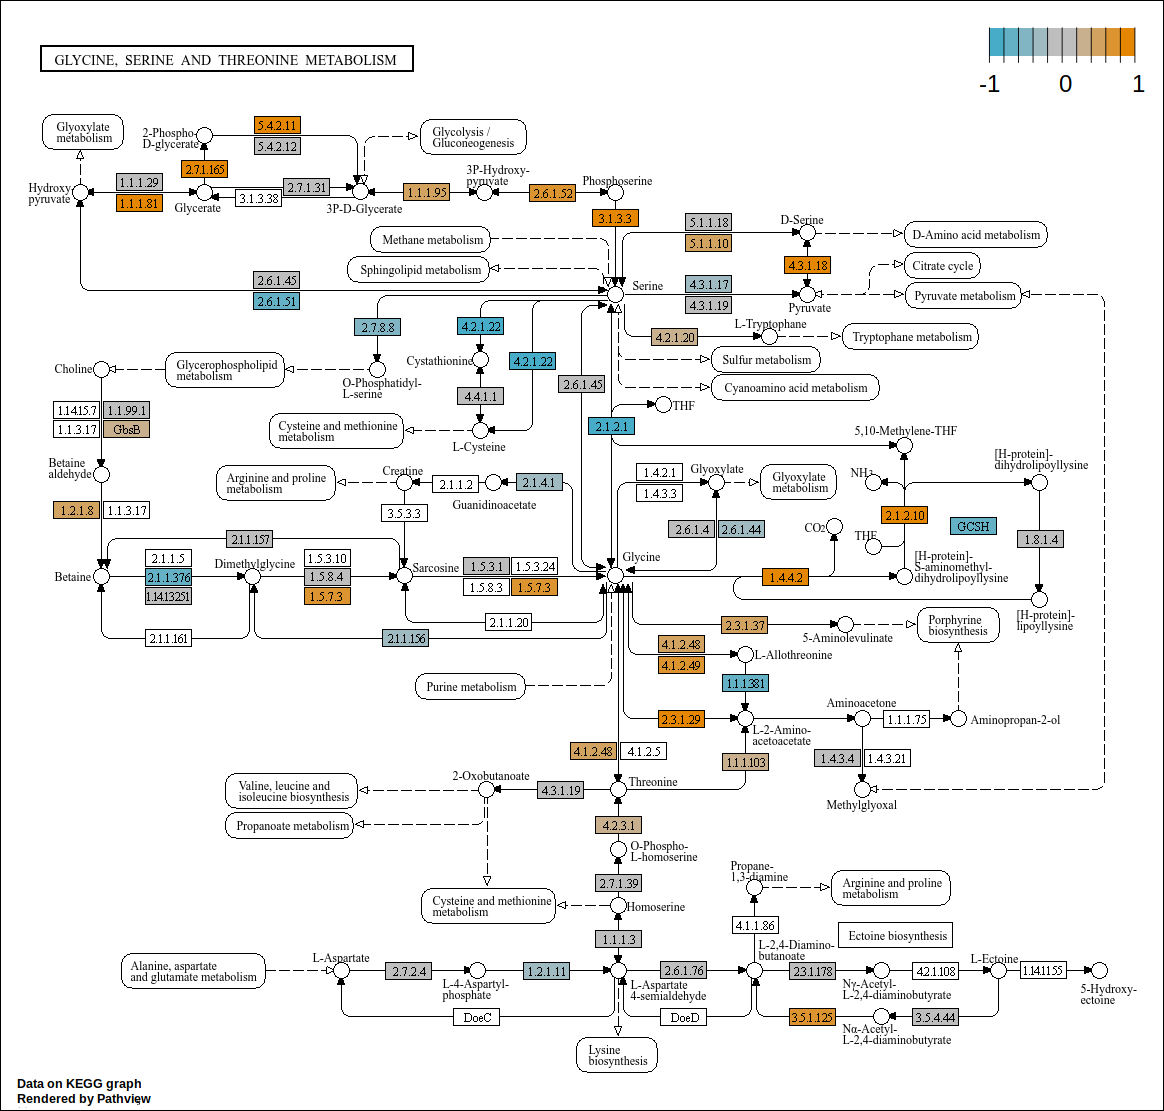 GLYCINE, SERINE AND THREONINE METABOLISM
-1 0 1
Glyoxylate
metabolism
2-Phospho-
D-glycerate
5.4.2.11
5.4.2.12
Glycolysis /
Gluconeogenesis
2.7.1.165
Hydroxy
pyruvate
1.1.1.29
1.1.1.81
Glycerate
2.7.1.31
3.1.3.38
3P-D-Glycerate
1.1.1.95
3P-Hydroxy-
pyruvate
2.6.1.52
Phosphoserine
3.1.3.3
Methane metabolism
Sphingolipid metabolism
5.1.1.18
5.1.1.10
D-Serine
D-Amino acid metabolism
4.3.1.18
Citrate cycle
2.6.1.45
2.6.1.51
Serine
4.3.1.17
4.3.1.19
Pyruvate
Pyruvate metabolism
2.7.8.8
4.2.1.22
4.2.1.20
L-Tryptophane
Tryptophane metabolism
Choline
Glycerophospholipid
metabolism
O-Phosphatidyl-
L-serine
Cystathionine
4.2.1.22
Sulfur metabolism
2.6.1.45
Cyanoamino acid metabolism
4.4.1.1
THF
1.14.15.7
1.1.99.1
1.1.3.17
GbsB
Cysteine and methionine
metabolism
L-Cysteine
2.1.2.1
5,10-Methylene-THF
Betaine
aldehyde
Arginine and proline
metabolism
Creatine
2.1.1.2
Guanidinoacetate
2.1.4.1
1.4.2.1
1.4.3.3
Glyoxylate
Glyoxylate
metabolism
NH3
[H-protein]-
dihydrolipoyllysine
1.2.1.8
1.1.3.17
3.5.3.3
2.6.1.4
2.6.1.44
CO2
2.1.2.10
GCSH
THF
1.8.1.4
2.1.1.157
2.1.1.5
2.1.1.376
1.14.13.251
Betaine
Dimethylglycine
1.5.3.10
1.5.8.4
1.5.7.3
Sarcosine
1.5.3.1
1.5.3.24
1.5.8.3
1.5.7.3
Glycine
1.4.4.2
[H-protein]-
S-aminomethyl-
dihydrolipoyllysine
[H-protein]-
lipoyllysine
2.1.1.20
2.1.1.161
2.1.1.156
2.3.1.37
5-Aminolevulinate
Porphyrine
biosynthesis
4.1.2.48
4.1.2.49
L-Allothreonine
1.1.1.381
Purine metabolism
2.3.1.29
L-2-Amino-
acetoacetate
Aminoacetone
1.1.1.75
Aminopropan-2-ol
4.1.2.48
4.1.2.5
1.1.1.103
1.4.3.4
1.4.3.21
Methylglyoxal
Valine, leucine and
isoleucine biosynthesis
2-Oxobutanoate
4.3.1.19
Threonine
Propanoate metabolism
4.2.3.1
O-Phospho-
L-homoserine
2.7.1.39
Propane-
1,3-diamine
Arginine and proline
metabolism
Cysteine and methionine
metabolism
Homoserine
4.1.1.86
1.1.1.3
Ectoine biosynthesis
Alanine, aspartate
and glutamate metabolism
L-Aspartate
2.7.2.4
L-4-Aspartyl-
phosphate
1.2.1.11
L-Aspartate
4-semialdehyde
2.6.1.76
L-2,4-Diamino-
butanoate
2.3.1.178
Nγ-Acetyl-
L-2,4-diaminobutyrate
4.2.1.108
L-Ectoine
1.14.11.55
5-Hydroxy-
ectoine
DoeC
DoeD
3.5.1.125
Nα-Acetyl-
L-2,4-diaminobutyrate
3.5.4.44
Lysine
biosynthesis
Data on KEGG graph
Rendered by Pathview